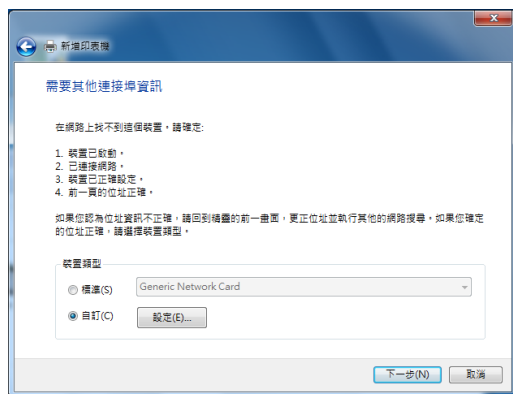 新增印表機
需要其他連接埠資訊
在網路上找不到這個裝置，請確定:
1. 裝置已啟動。
2. 已連接網路。
3. 裝置已正確設定。
4. 前一頁的位址正確。
如果您認為位址資訊不正確，請回到精靈的前一畫面，更正位址並執行其他的網路搜尋。如果您確定
的位址正確，請選擇裝置類型。
裝置類型
標準(S) Generic Network Card
自訂(C) 設定(E)...
下一步(N) 取消